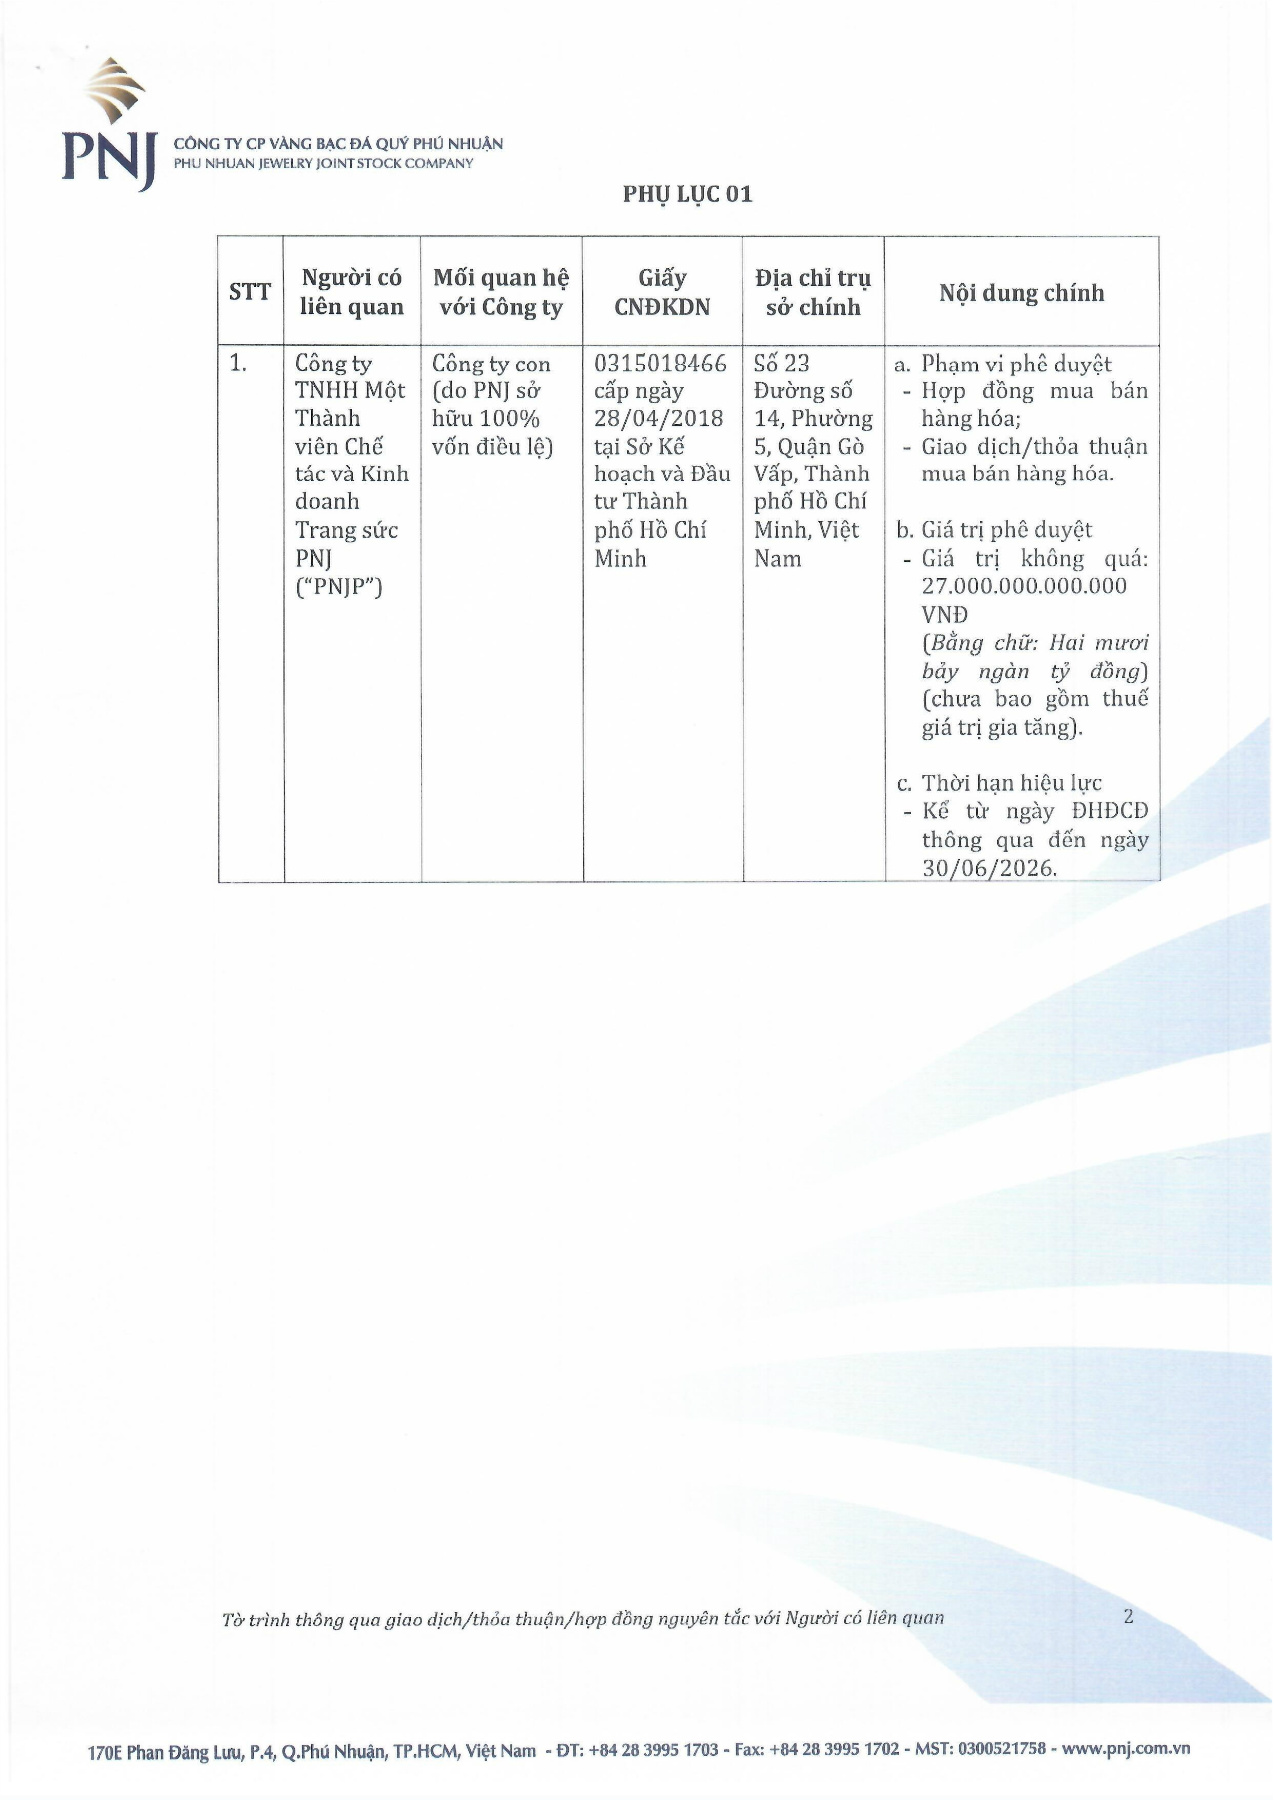 PNJ
CÔNG TY CP VÀNG BẠC ĐÁ QUÝ PHÚ NHUẬN
PHU NHUAN JEWELRY JOINT STOCK COMPANY
PHỤ LỤC 01
STT
Người có
liên quan
Mối quan hệ
với Công ty
Giấy
CNĐKDN
Địa chỉ trụ
sở chính
Nội dung chính
1.
Công ty
TNHH Một
Thành
viên Chế
tác và Kinh
doanh
Trang sức
PNJ
("PNJP")
Công ty con
(do PNJ sở
hữu 100%
vốn điều lệ)
0315018466
cấp ngày
28/04/2018
tại Sở Kế
hoạch và Đầu
tư Thành
phố Hồ Chí
Minh
Số 23
Đường số
14, Phường
5, Quận Gò
Vấp, Thành
phố Hồ Chí
Minh, Việt
Nam
a. Phạm vi phê duyệt
- Hợp đồng mua bán
hàng hóa;
- Giao dịch/thỏa thuận
mua bán hàng hóa.
b. Giá trị phê duyệt
- Giá trị không quá:
27.000.000.000.000
VNĐ
(Bằng chữ: Hai mươi
bảy ngàn tỷ đồng)
(chưa bao gồm thuế
giá trị gia tăng).
c. Thời hạn hiệu lực
- Kể từ ngày ĐHĐCĐ
thông qua đến ngày
30/06/2026.
Tờ trình thông qua giao dịch/thỏa thuận/hợp đồng nguyên tắc với Người có liên quan
2
170E Phan Đăng Lưu, P.4, Q.Phú Nhuận, TP.HCM, Việt Nam - ĐT: +84 28 3995 1703 - Fax: +84 28 3995 1702 - MST: 0300521758 - www.pnj.com.vn